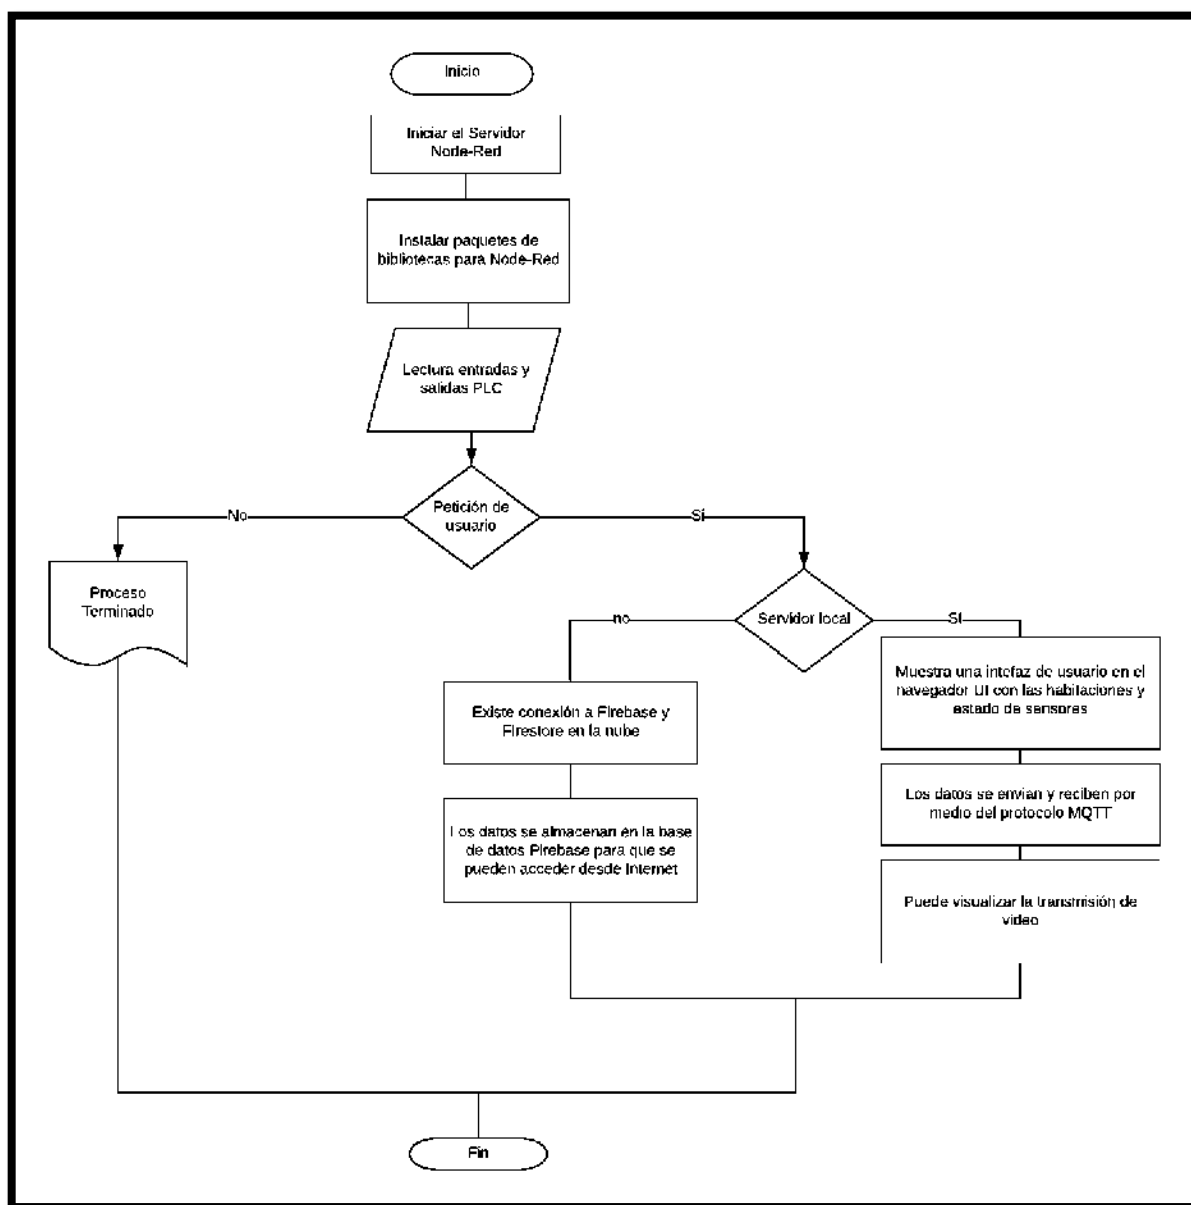 Inicio
Iniciar el Servidor
Node-Red
Instalar paquetes de
bibliotecas para Node-Red
Lectura entradas y
salidas PLC
Petición de
usuario
No
Si
Proceso
Terminado
Servidor local
no
Si
Muestra una intefaz de usuario en el
navegador UI con las habitaciones y
estado de sensores
Existe conexión a Firebase y
Firestore en la nube
Los datos se envian y reciben por
medio del protocolo MQTT
Los datos se almacenan en la base
de datos Firebase para que se
pueden acceder desde Internet
Puede visualizar la transmisión de
video
Fin